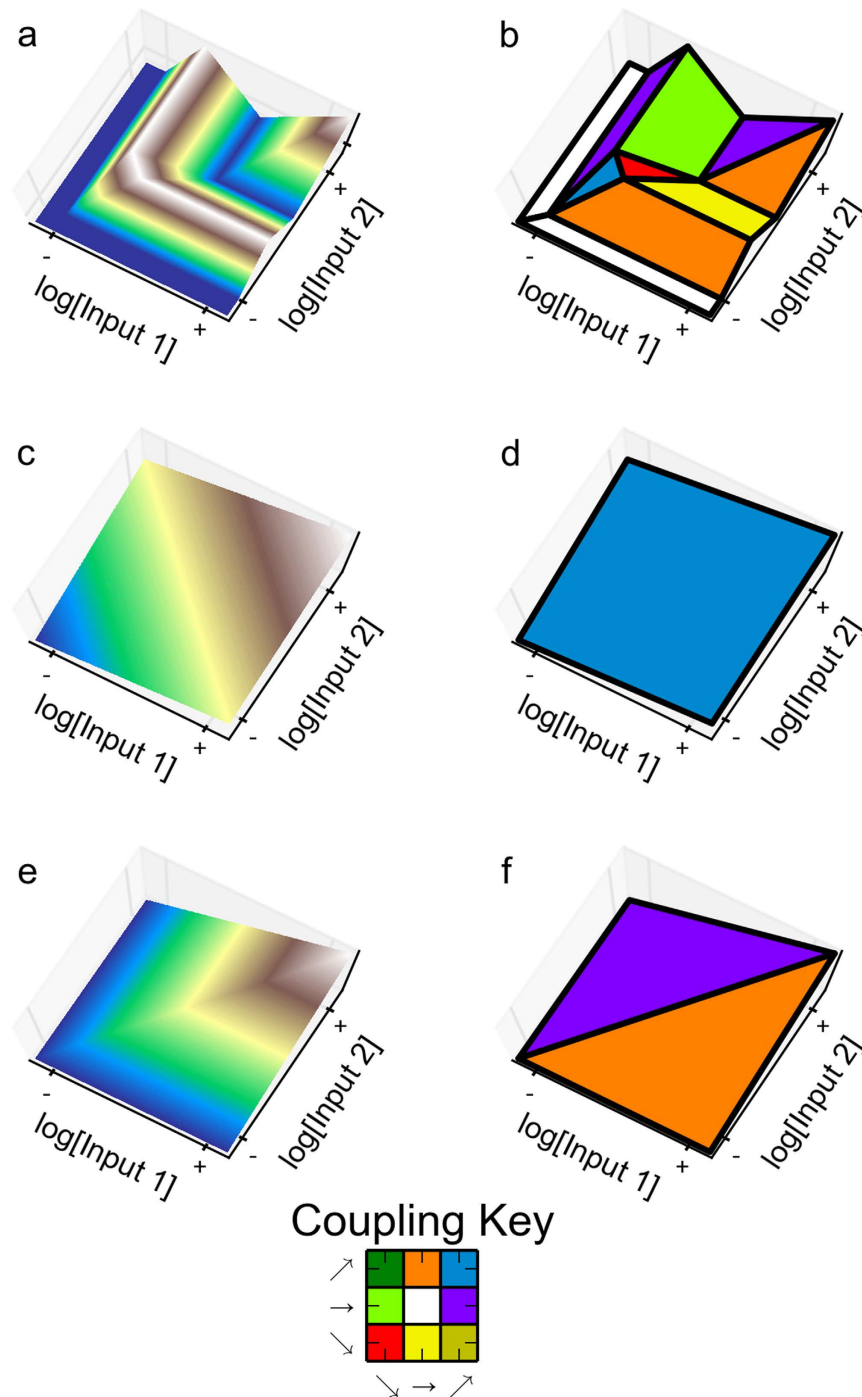 a
b
-
log[Input 1]
+
-
log[Input 2]
+
-
log[Input 1]
+
-
log[Input 2]
+
c
d
-
log[Input 1]
+
-
log[Input 2]
+
-
log[Input 1]
+
-
log[Input 2]
+
e
f
-
log[Input 1]
+
-
log[Input 2]
+
-
log[Input 1]
+
-
log[Input 2]
+
Coupling Key